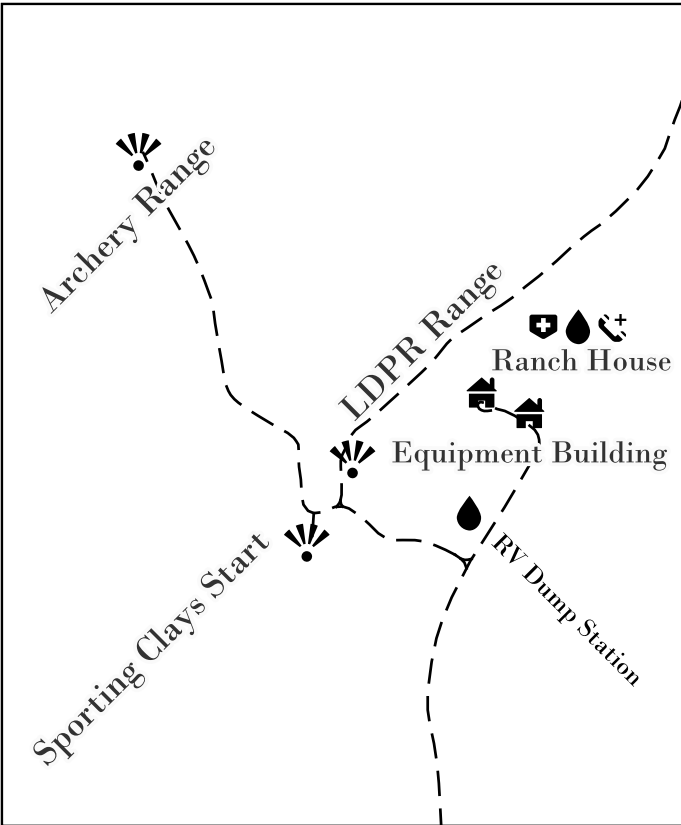 Archery Range
LDPR Range
Ranch House
Equipment Building
Sporting Clays Start
RV Dump Station